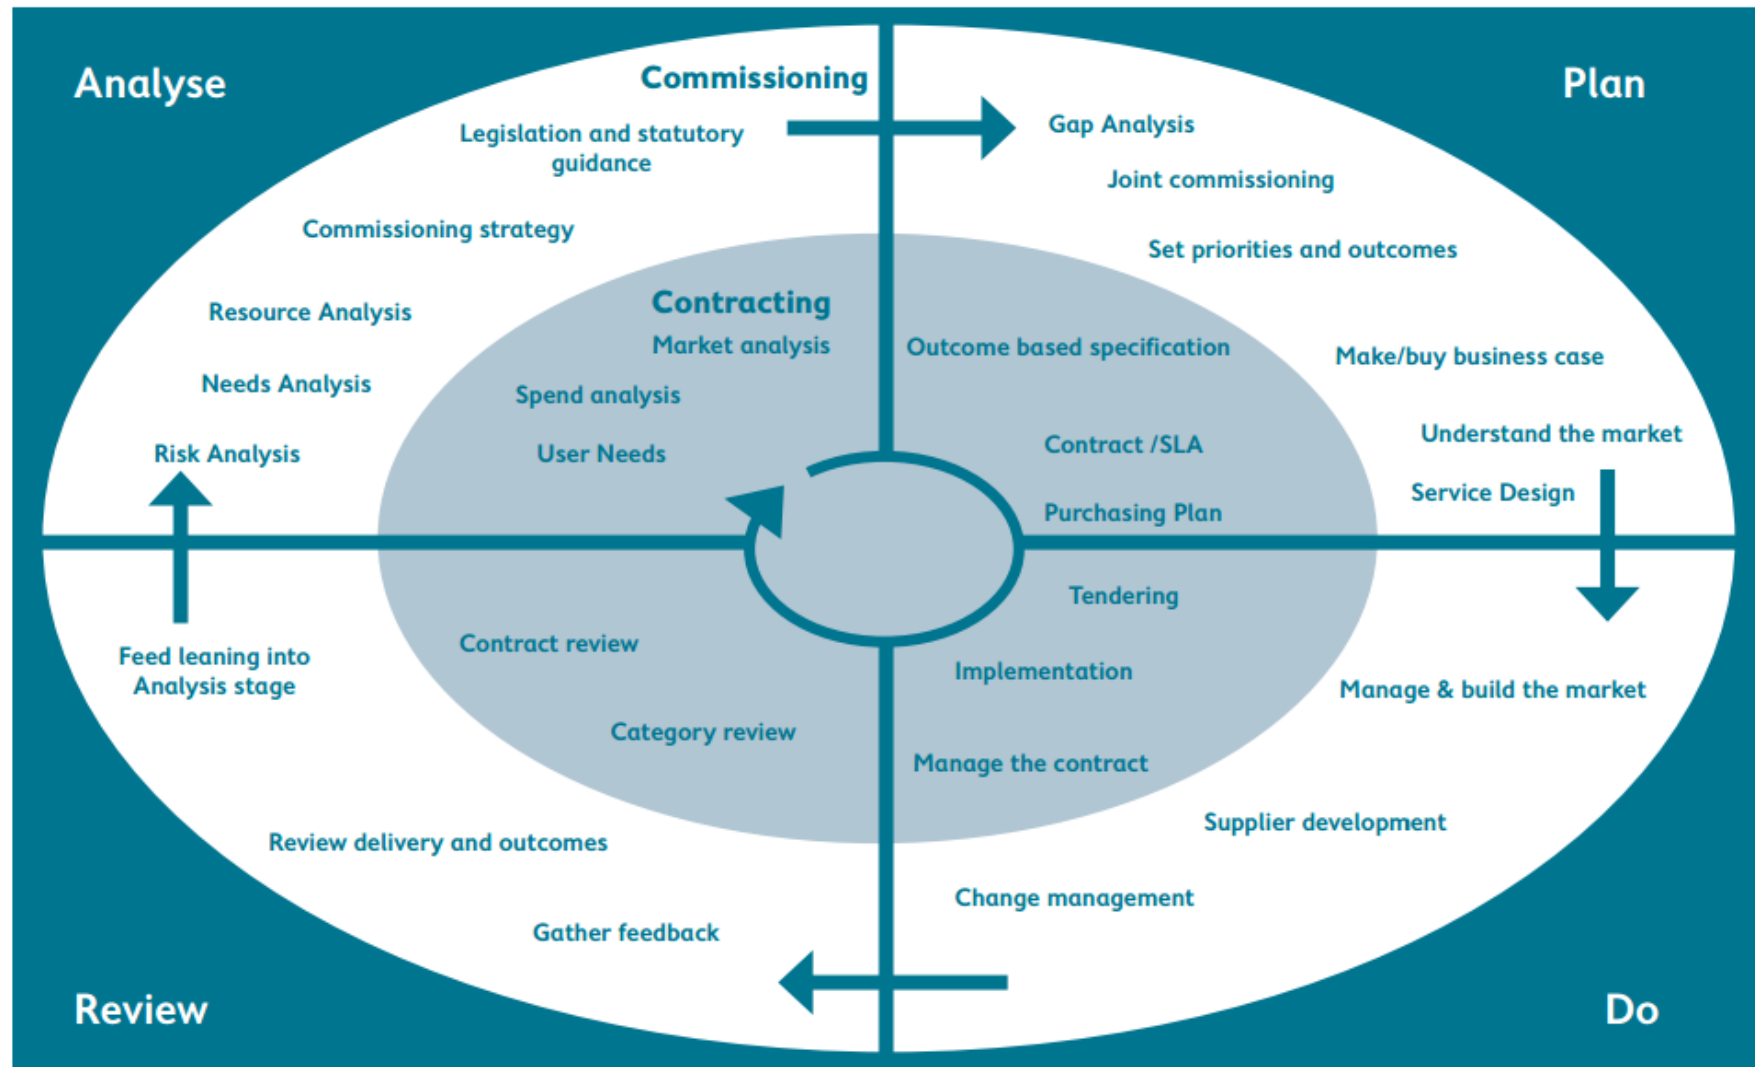 Analyse
Plan
Commissioning
Legislation and statutory
guidance
Commissioning strategy
Resource Analysis
Needs Analysis
Risk Analysis
Contracting
Market analysis
Spend analysis
User Needs
Gap Analysis
Joint commissioning
Set priorities and outcomes
Make/buy business case
Understand the market
Service Design
Outcome based specification
Contract /SLA
Purchasing Plan
Tendering
Implementation
Manage the contract
Manage & build the market
Supplier development
Change management
Contract review
Category review
Feed leaning into
Analysis stage
Review delivery and outcomes
Gather feedback
Review
Do